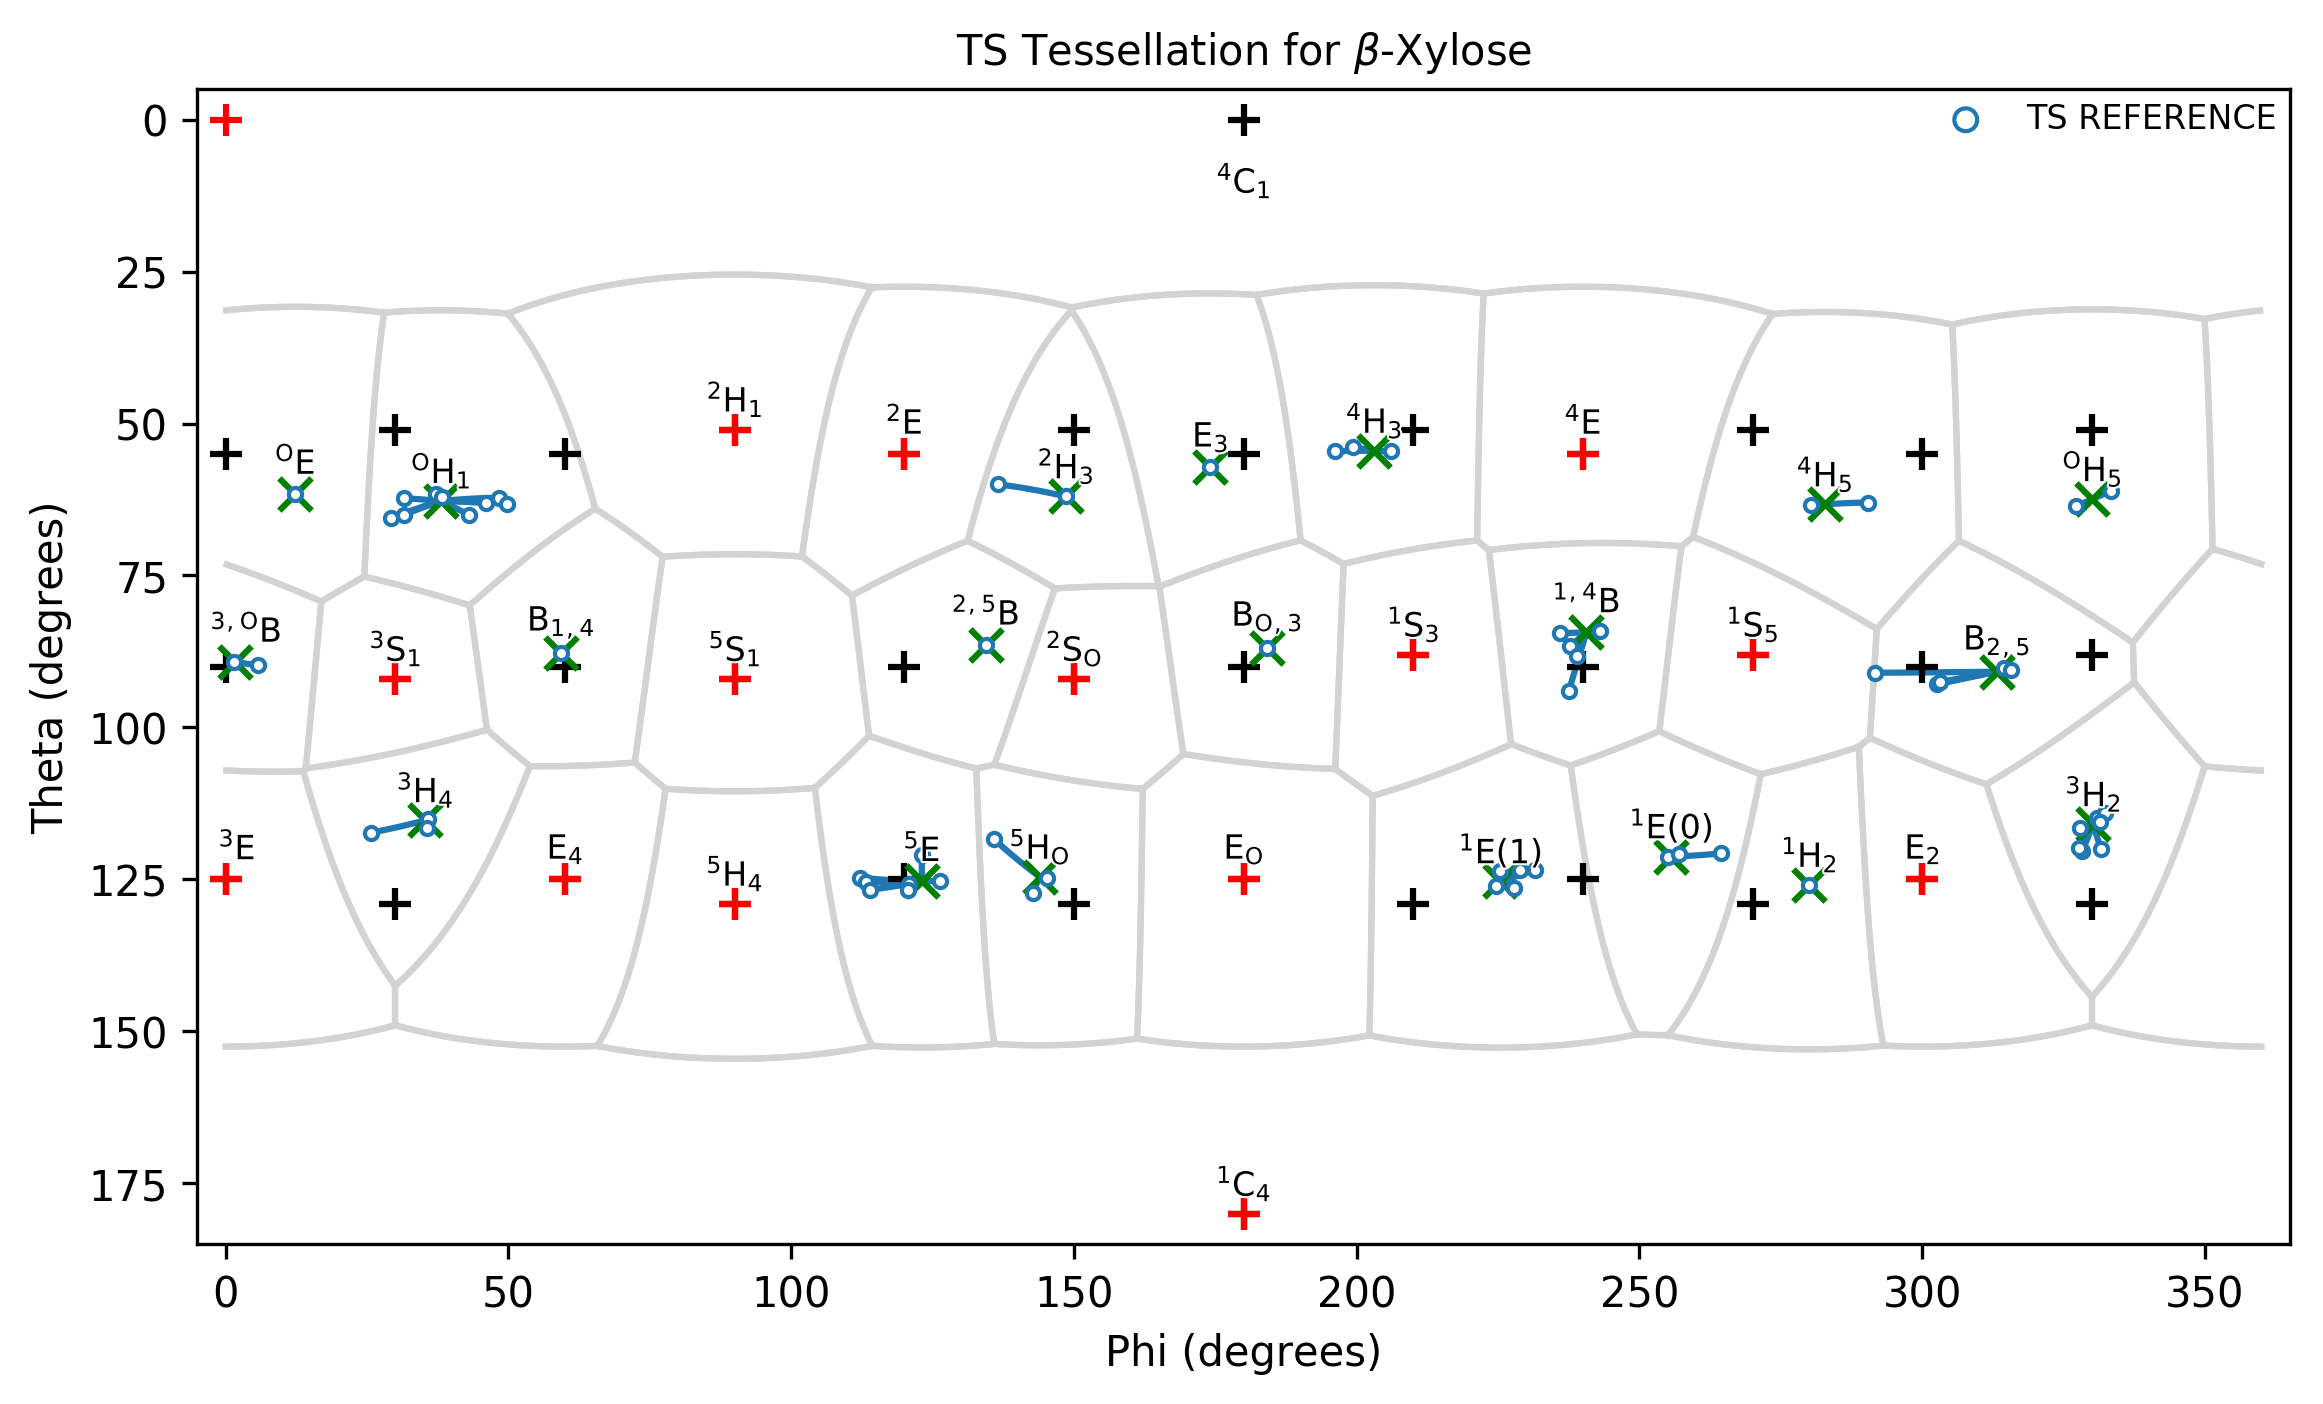 TS Tessellation for β-Xylose
TS REFERENCE
⁴C₁
²H₁
²E
E₃
⁴H₃
⁴E
ᴼE
ᴼH₁
²H₃
⁴H₅
ᴼH₅
³,ᴼB
³S₁
B₁,₄
⁵S₁
²,⁵B
²Sₒ
Bₒ,₃
¹S₃
¹,⁴B
¹S₅
B₂,₅
³E
³H₄
E₄
⁵H₄
⁵E
⁵Hₒ
Eₒ
¹E(1)
¹E(0)
¹H₂
E₂
³H₂
¹C₄
0
25
50
75
100
125
150
175
Theta (degrees)
0 50 100 150 200 250 300 350
Phi (degrees)